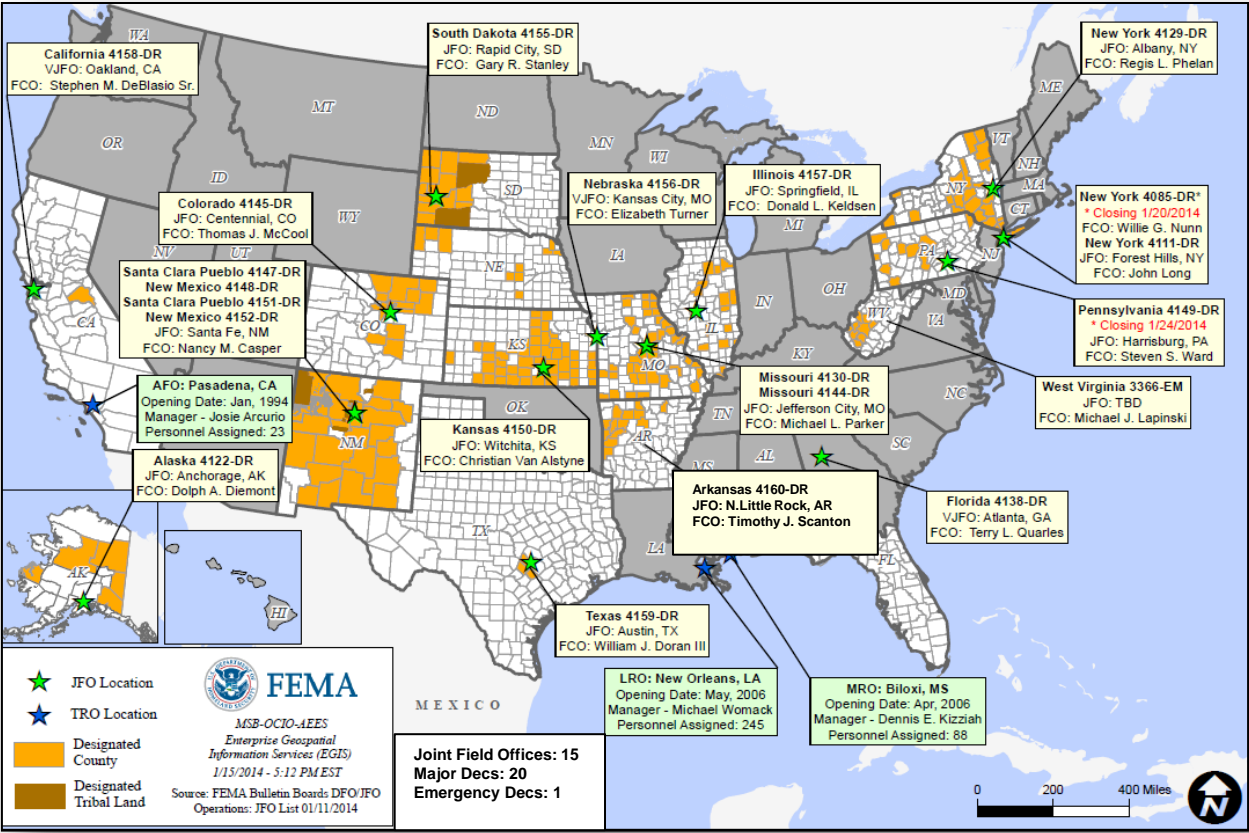 California 4158-DR
VJFO: Oakland, CA
FCO: Stephen M. DeBlasio Sr.
South Dakota 4155-DR
JFO: Rapid City, SD
FCO: Gary R. Stanley
New York 4129-DR
JFO: Albany, NY
FCO: Regis L. Phelan
Colorado 4145-DR
JFO: Centennial, CO
FCO: Thomas J. McCool
Nebraska 4156-DR
VJFO: Kansas City, MO
FCO: Elizabeth Turner
Illinois 4157-DR
JFO: Springfield, IL
FCO: Donald L. Keldsen
New York 4085-DR*
* Closing 1/20/2014
FCO: Willie G. Nunn
New York 4111-DR
JFO: Forest Hills, NY
FCO: John Long
Santa Clara Pueblo 4147-DR
New Mexico 4148-DR
Santa Clara Pueblo 4151-DR
New Mexico 4152-DR
JFO: Santa Fe, NM
FCO: Nancy M. Casper
Pennsylvania 4149-DR
* Closing 1/24/2014
JFO: Harrisburg, PA
FCO: Steven S. Ward
AFO: Pasadena, CA
Opening Date: Jan, 1994
Manager - Josie Arcurio
Personnel Assigned: 23
Missouri 4130-DR
Missouri 4144-DR
JFO: Jefferson City, MO
FCO: Michael L. Parker
West Virginia 3366-EM
JFO: TBD
FCO: Michael J. Lapinski
Kansas 4150-DR
JFO: Witchita, KS
FCO: Christian Van Alstyne
Alaska 4122-DR
JFO: Anchorage, AK
FCO: Dolph A. Diemont
Arkansas 4160-DR
JFO: N.Little Rock, AR
FCO: Timothy J. Scanton
Florida 4138-DR
VJFO: Atlanta, GA
FCO: Terry L. Quarles
Texas 4159-DR
JFO: Austin, TX
FCO: William J. Doran III
LRO: New Orleans, LA
Opening Date: May, 2006
Manager - Michael Womack
Personnel Assigned: 245
MRO: Biloxi, MS
Opening Date: Apr, 2006
Manager - Dennis E. Kizziah
Personnel Assigned: 88
WA
MT
ND
MN
WI
ME
VT
NH
MA
CT
OR
ID
WY
SD
NY
MI
NV
UT
NE
IA
PA
NJ
CA
CO
KS
MO
IL
IN
OH
MD
WV
VA
KY
NC
NM
OK
AR
TN
SC
MS
AL
TX
LA
FL
AK
HI
MEXICO
JFO Location
TRO Location
Designated
County
Designated
Tribal Land
FEMA
MSB-OCIO-AEES
Enterprise Geospatial
Information Services (EGIS)
1/15/2014 - 5:12 PM EST
Source: FEMA Bulletin Boards DFO/JFO
Operations: JFO List 01/11/2014
Joint Field Offices: 15
Major Decs: 20
Emergency Decs: 1
0 200 400 Miles
N